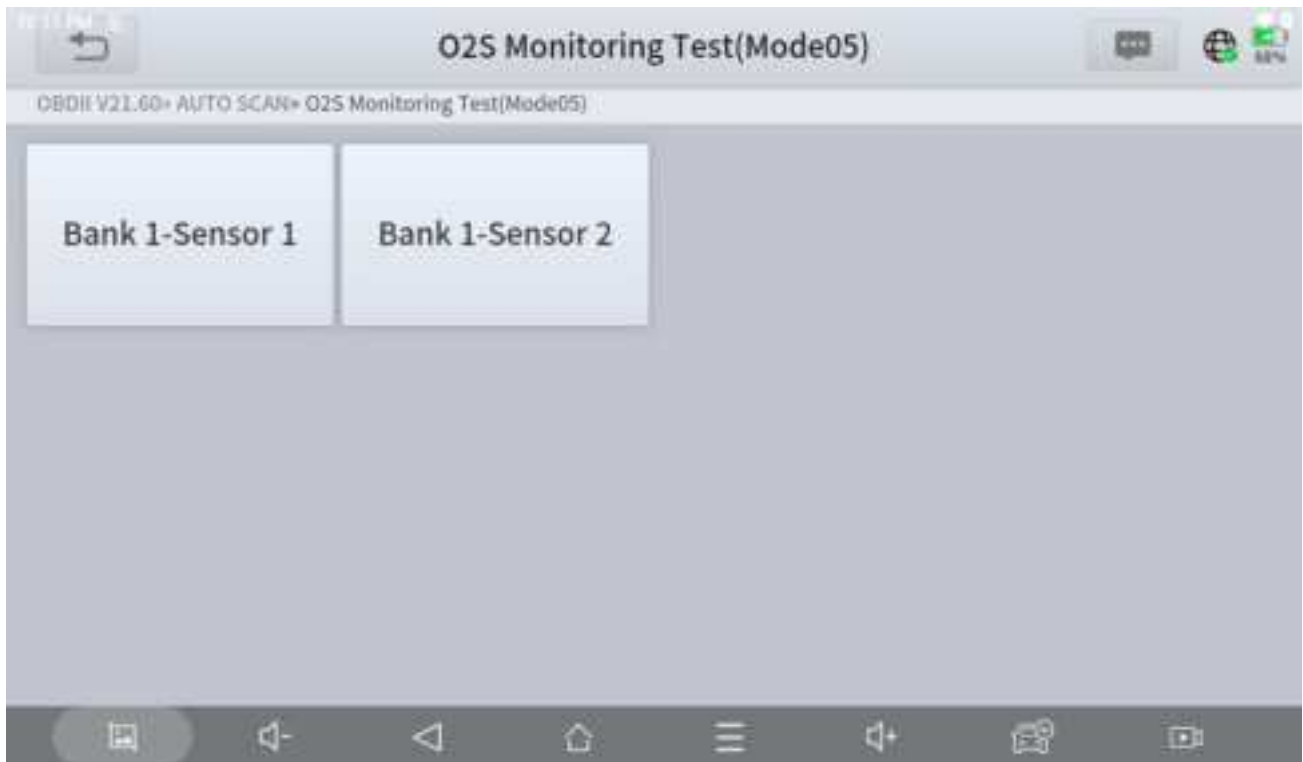 O2S Monitoring Test(Mode05)
OBDII V21.60> AUTO SCAN> O2S Monitoring Test(Mode05)
Bank 1-Sensor 1
Bank 1-Sensor 2